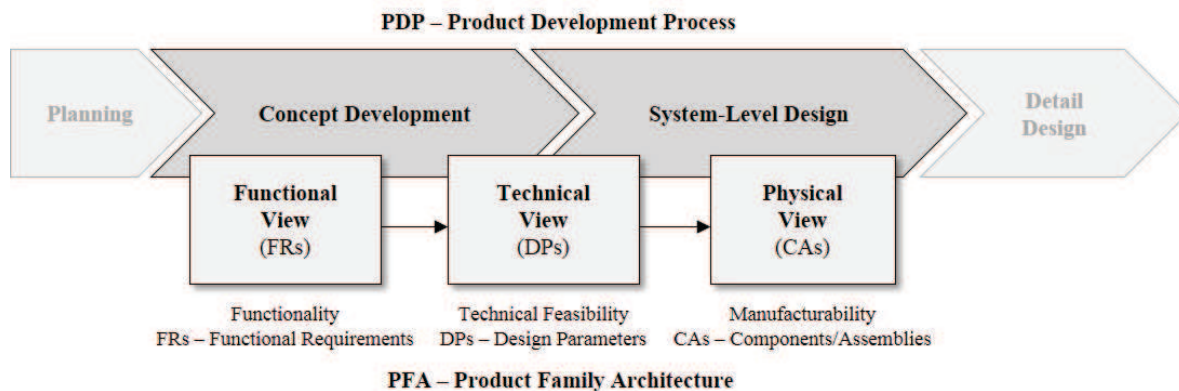 PDP – Product Development Process
Planning
Concept Development
System-Level Design
Detail
Design
Functional
View
(FRs)
Technical
View
(DPs)
Physical
View
(CAs)
Functionality
FRs – Functional Requirements
Technical Feasibility
DPs – Design Parameters
Manufacturability
CAs – Components/Assemblies
PFA – Product Family Architecture